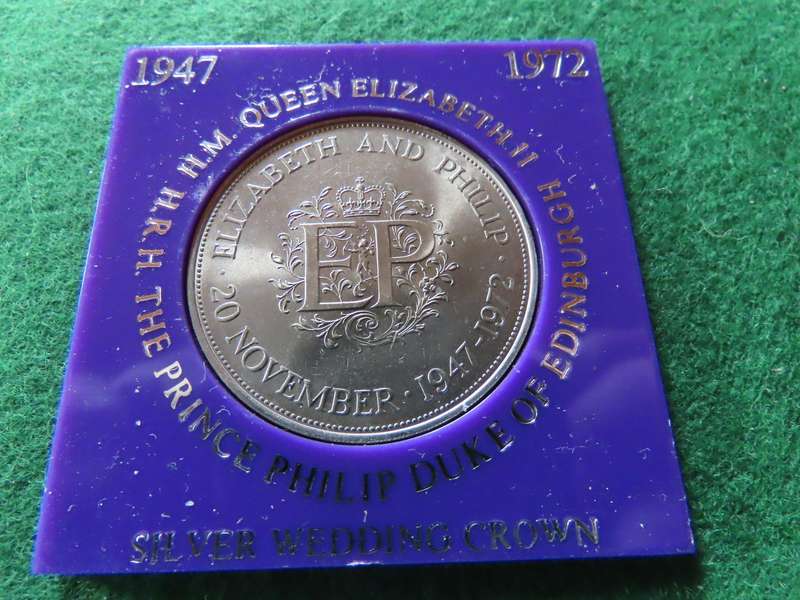 1947 1972
H.M. QUEEN ELIZABETH.II
H.R.H. THE PRINCE PHILIP DUKE OF EDINBURGH
· ELIZABETH AND PHILIP ·
EP
20 NOVEMBER · 1947-1972
SILVER WEDDING CROWN